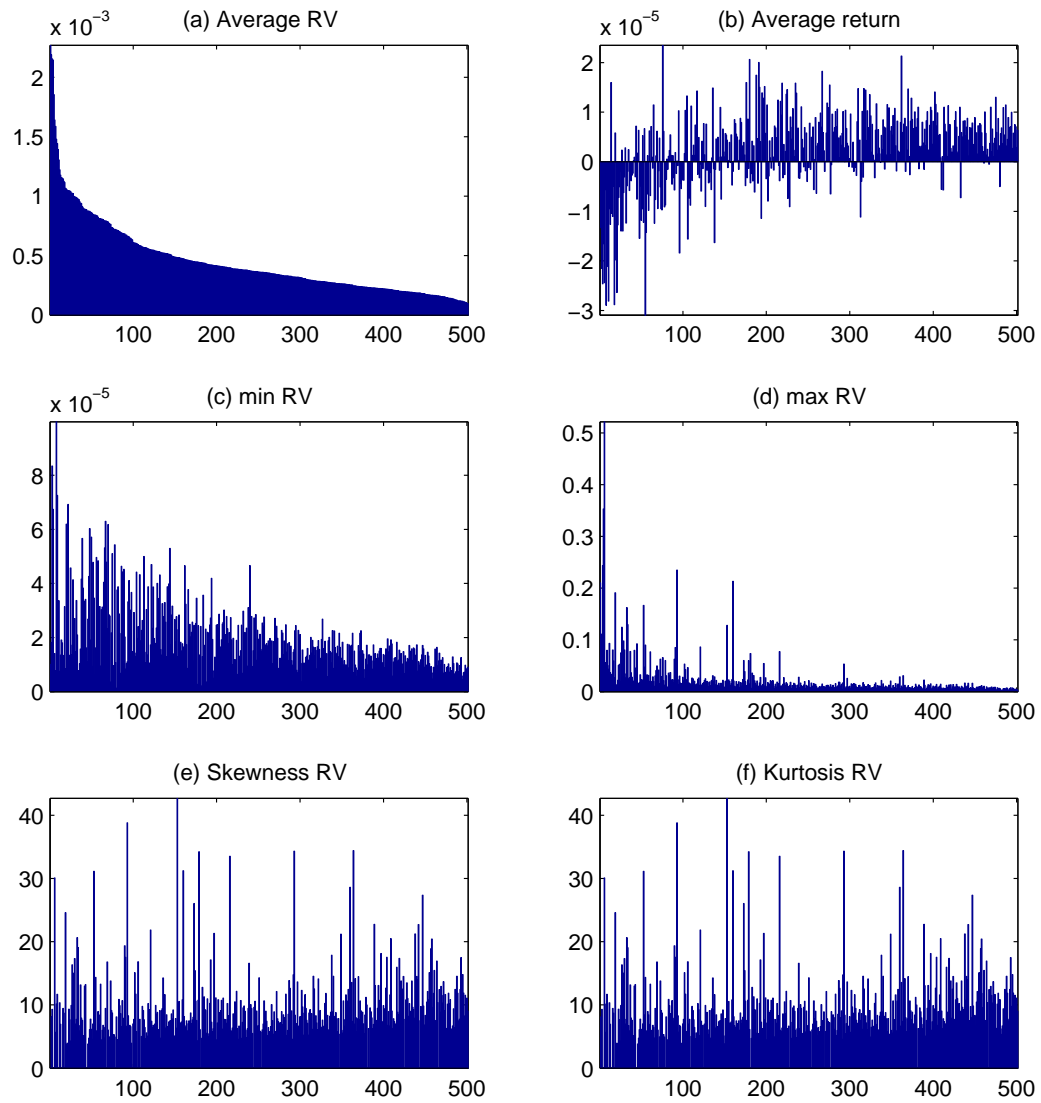 (a) Average RV
x 10^-3
2
1.5
1
0.5
0
100 200 300 400 500
(b) Average return
x 10^-5
2
1
0
−1
−2
−3
100 200 300 400 500
(c) min RV
x 10^-5
8
6
4
2
0
100 200 300 400 500
(d) max RV
0.5
0.4
0.3
0.2
0.1
0
100 200 300 400 500
(e) Skewness RV
40
30
20
10
0
100 200 300 400 500
(f) Kurtosis RV
40
30
20
10
0
100 200 300 400 500